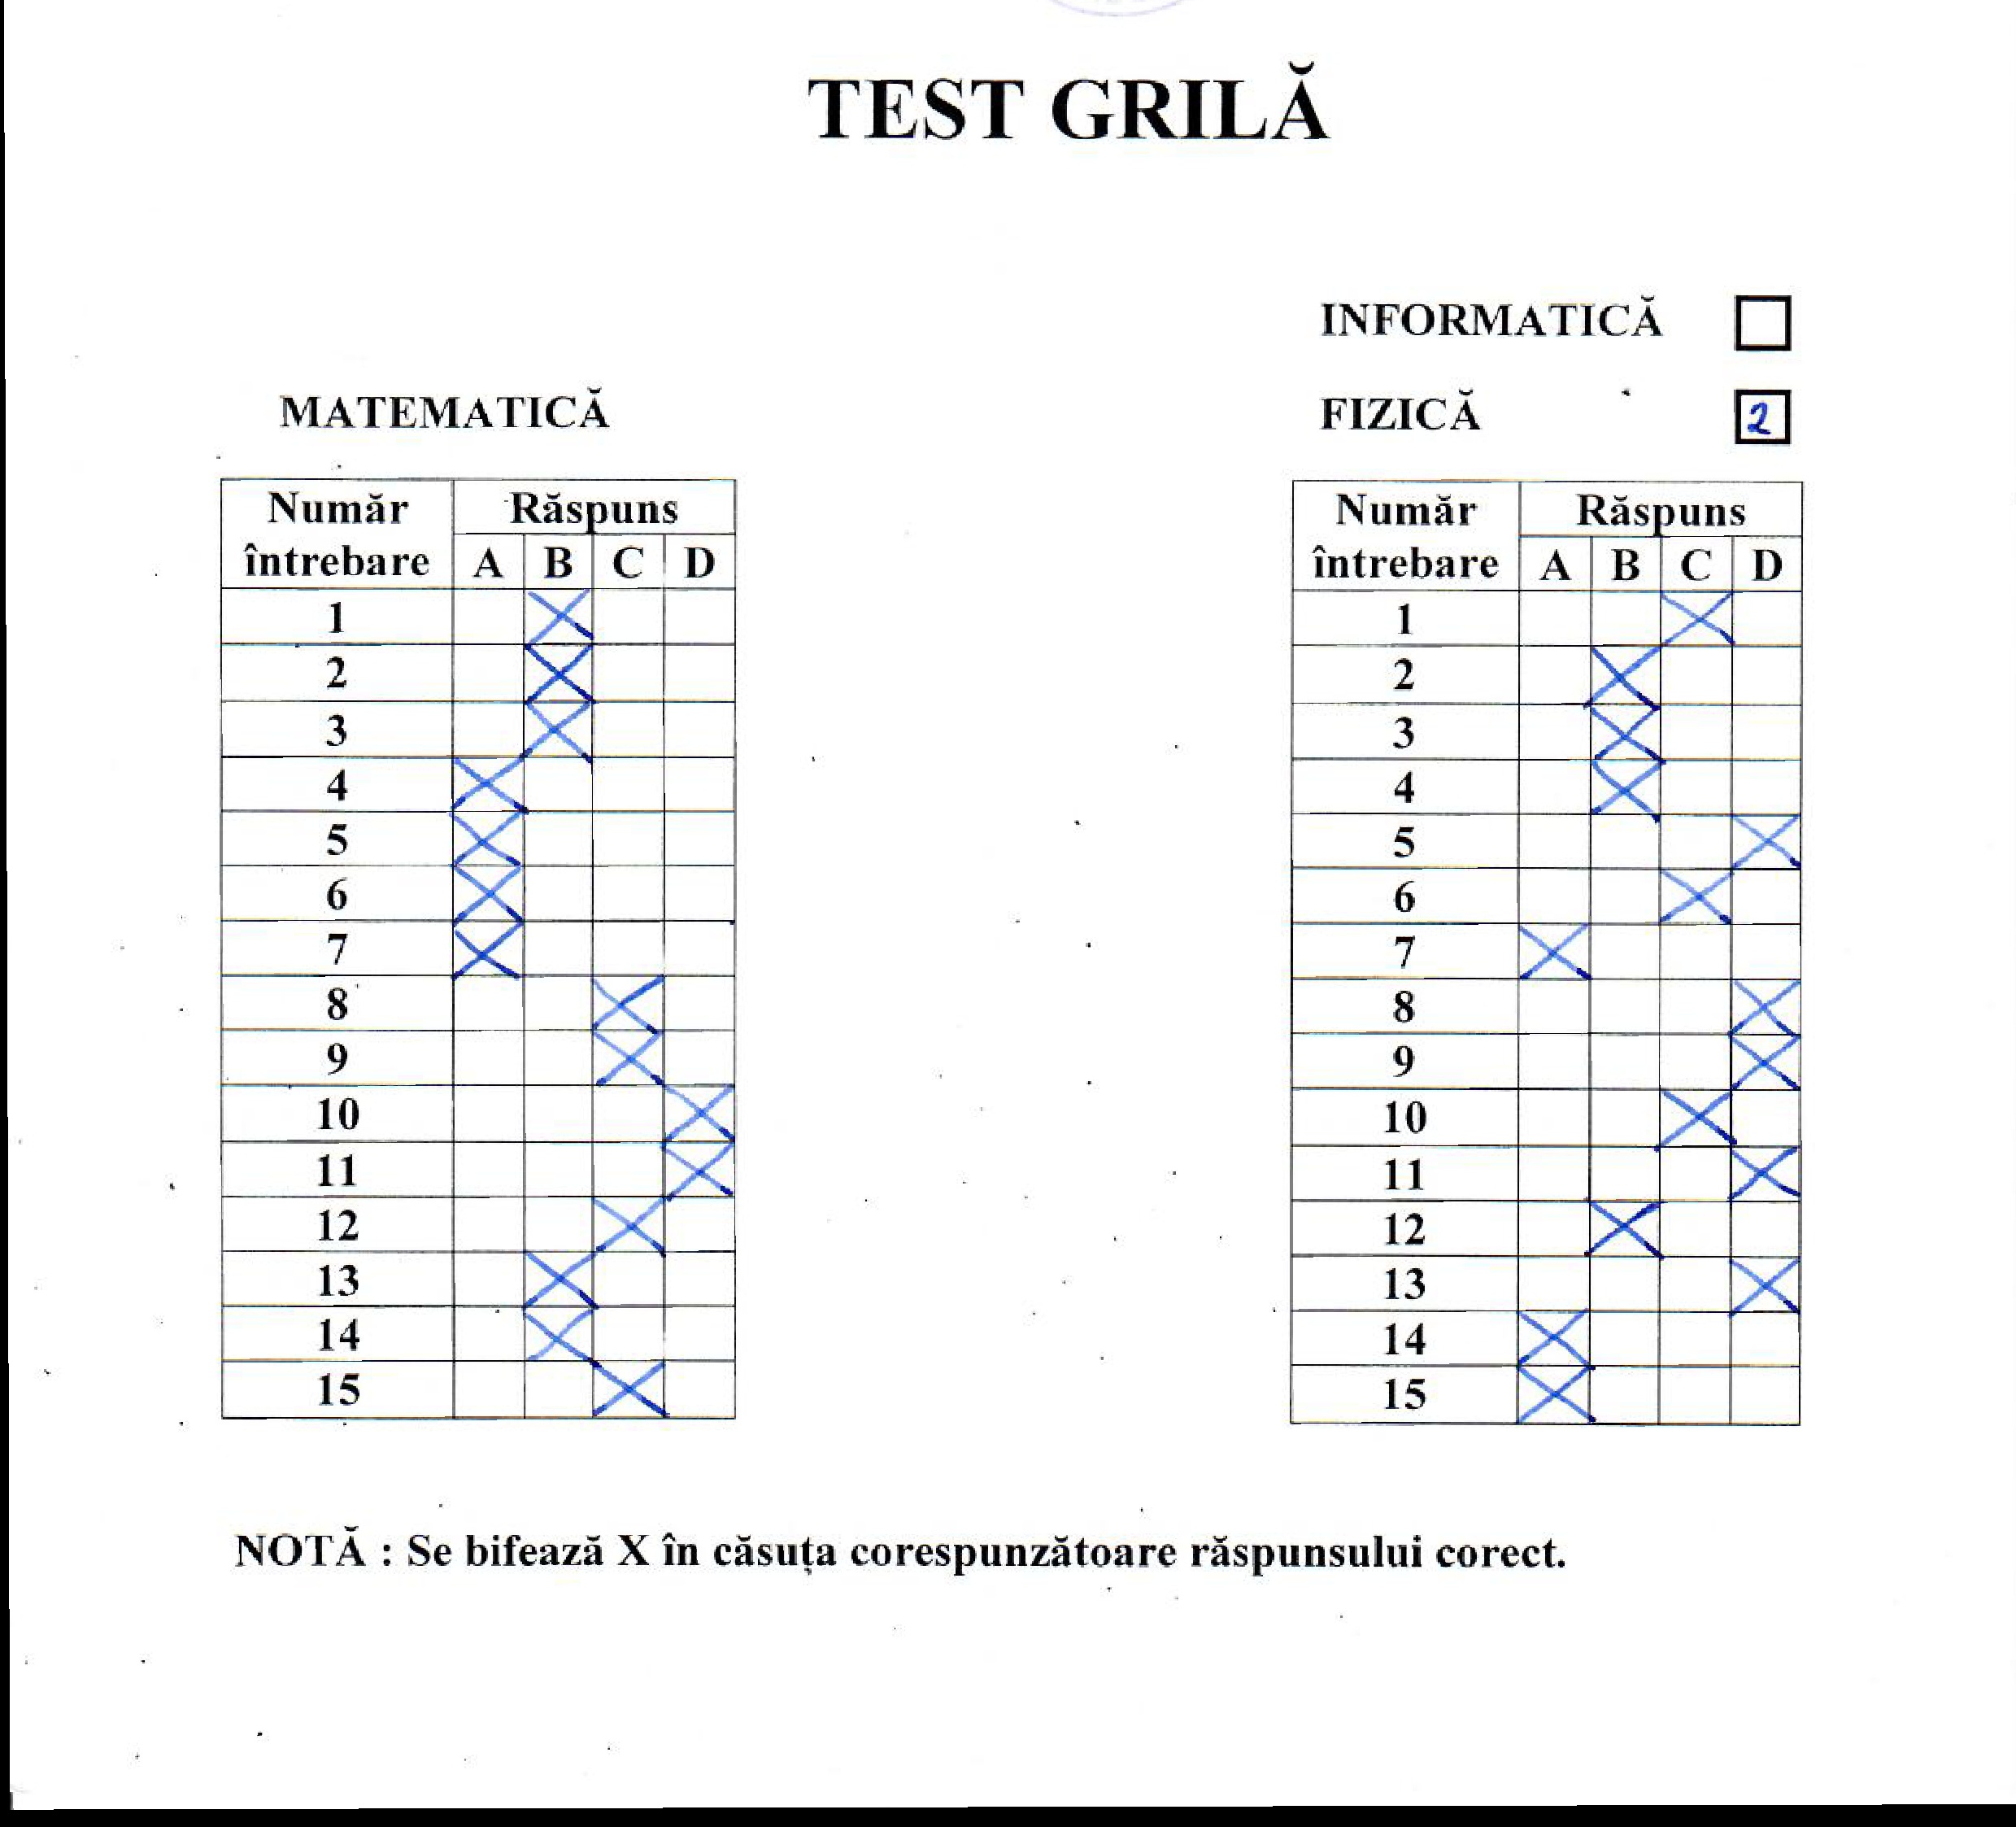 TEST GRILĂ
INFORMATICĂ
MATEMATICĂ
FIZICĂ 2
Număr întrebare Răspuns
A B C D
1 X
2 X
3 X
4 X
5 X
6 X
7 X
8 X
9 X
10 X
11 X
12 X
13 X
14 X
15 X
Număr întrebare Răspuns
A B C D
1 X
2 X
3 X
4 X
5 X
6 X
7 X
8 X
9 X
10 X
11 X
12 X
13 X
14 X
15 X
NOTĂ : Se bifează X în căsuța corespunzătoare răspunsului corect.